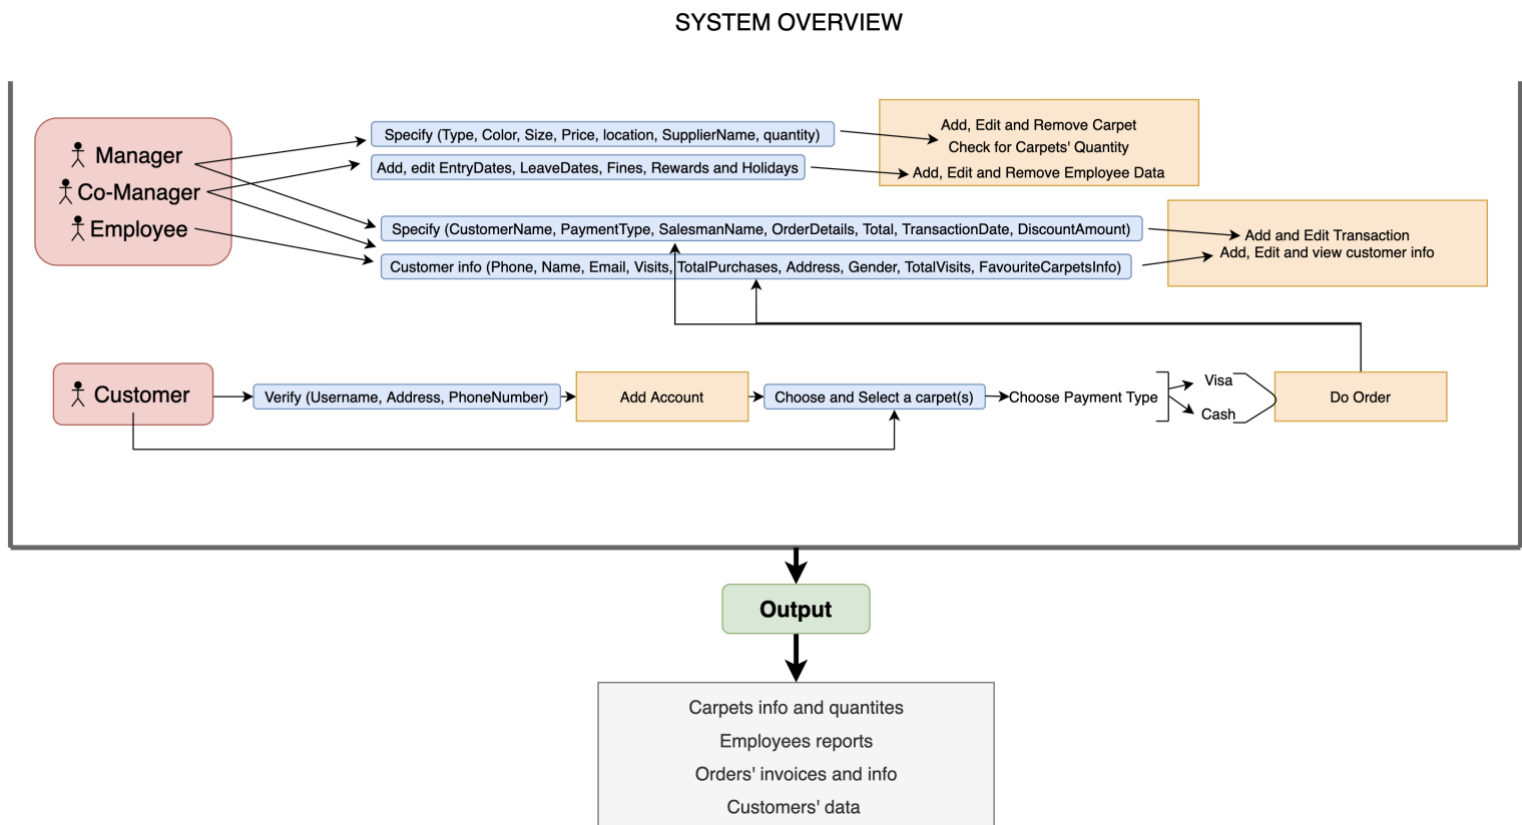 SYSTEM OVERVIEW
Manager
Co-Manager
Employee
Specify (Type, Color, Size, Price, location, SupplierName, quantity)
Add, edit EntryDates, LeaveDates, Fines, Rewards and Holidays
Add, Edit and Remove Carpet
Check for Carpets' Quantity
Add, Edit and Remove Employee Data
Specify (CustomerName, PaymentType, SalesmanName, OrderDetails, Total, TransactionDate, DiscountAmount)
Customer info (Phone, Name, Email, Visits, TotalPurchases, Address, Gender, TotalVisits, FavouriteCarpetsInfo)
Add and Edit Transaction
Add, Edit and view customer info
Customer
Verify (Username, Address, PhoneNumber)
Add Account
Choose and Select a carpet(s)
Choose Payment Type
Visa
Cash
Do Order
Output
Carpets info and quantites
Employees reports
Orders' invoices and info
Customers' data